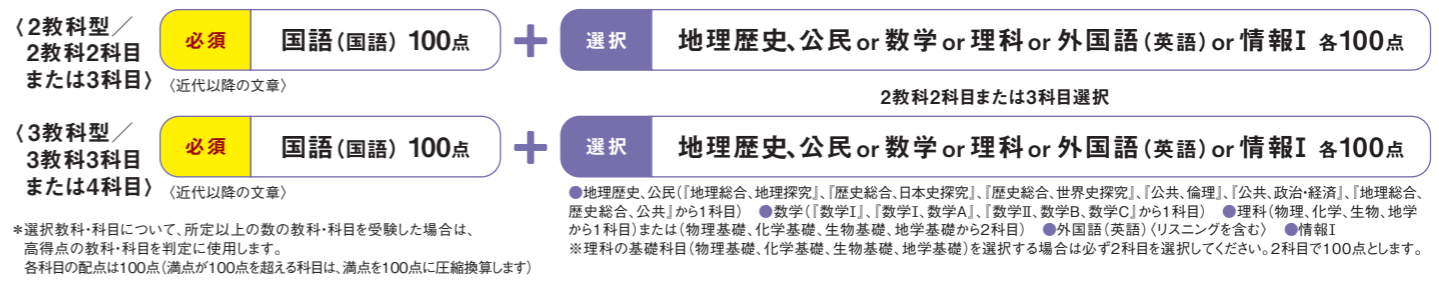 〈2教科型／
2教科2科目
または3科目〉
必須 国語(国語) 100点
〈近代以降の文章〉
+
選択 地理歴史、公民 or 数学 or 理科 or 外国語(英語) or 情報I 各100点
2教科2科目または3科目選択
〈3教科型／
3教科3科目
または4科目〉
必須 国語(国語) 100点
〈近代以降の文章〉
+
選択 地理歴史、公民 or 数学 or 理科 or 外国語(英語) or 情報I 各100点
●地理歴史、公民(『地理総合、地理探究』、『歴史総合、日本史探究』、『歴史総合、世界史探究』、『公共、倫理』、『公共、政治・経済』、『地理総合、
歴史総合、公共』から1科目) ●数学(『数学I』、『数学I、数学A』、『数学II、数学B、数学C』から1科目) ●理科(物理、化学、生物、地学
から1科目)または(物理基礎、化学基礎、生物基礎、地学基礎から2科目) ●外国語(英語)〈リスニングを含む〉 ●情報I
※理科の基礎科目(物理基礎、化学基礎、生物基礎、地学基礎)を選択する場合は必ず2科目を選択してください。2科目で100点とします。
＊選択教科・科目について、所定以上の数の教科・科目を受験した場合は、
高得点の教科・科目を判定に使用します。
各科目の配点は100点(満点が100点を超える科目は、満点を100点に圧縮換算します)